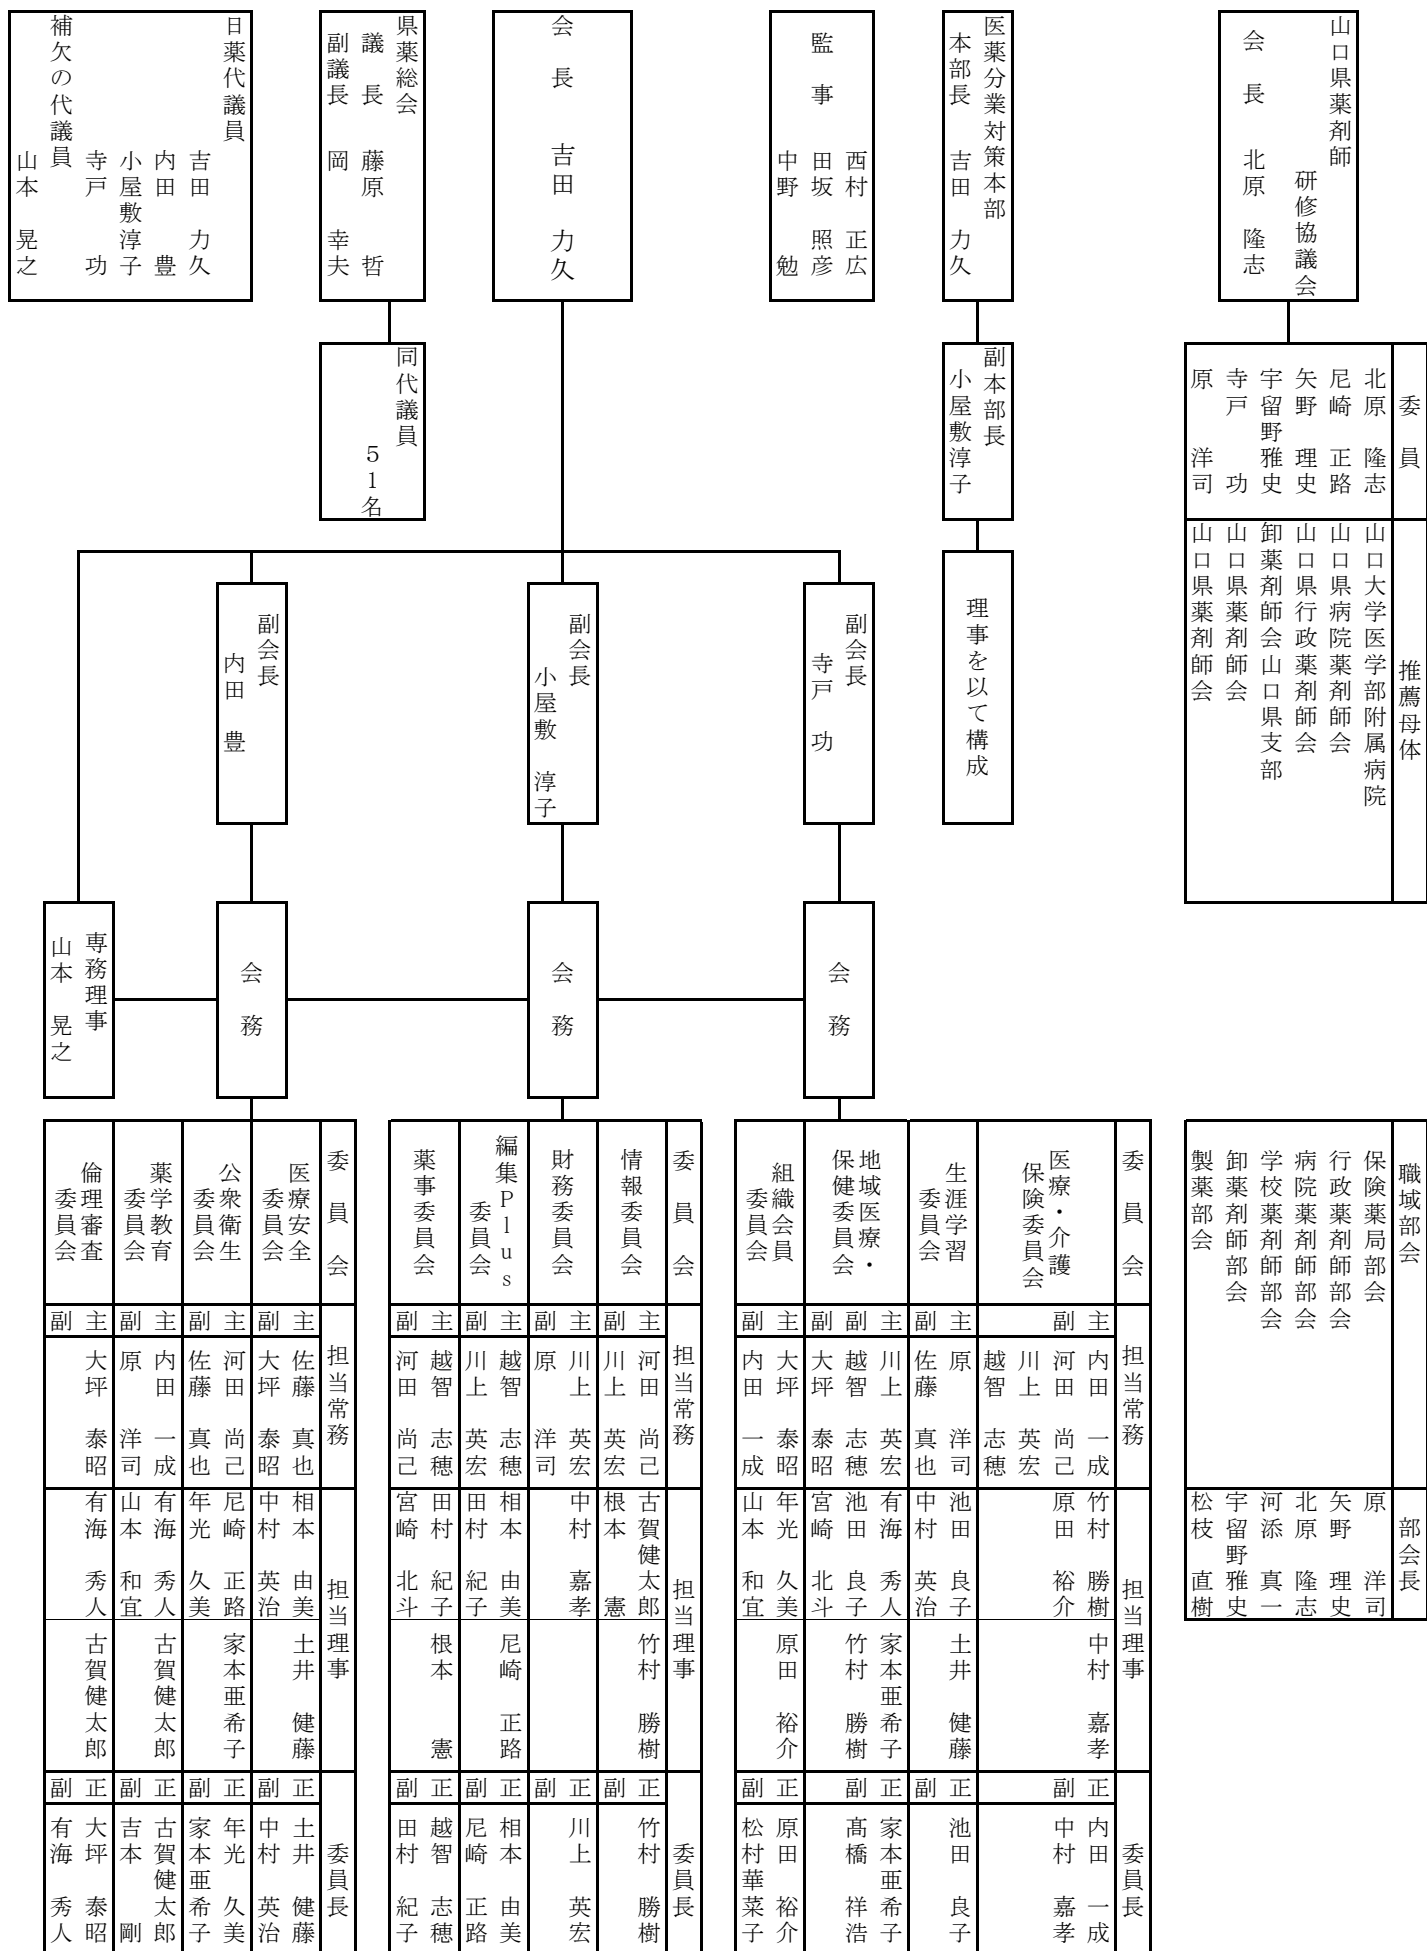 山口県薬剤師
研修協議会
会長 北原 隆志
委員
推薦母体
北原 隆志 山口大学医学部附属病院
尼崎 正路 山口県病院薬剤師会
矢野 理史 山口県行政薬剤師会
宇留野雅史 卸薬剤師会山口県支部
寺戸 功 山口県薬剤師会
原 洋司 山口県薬剤師会
職域部会
部会長
保険薬局部会 原 洋司
行政薬剤師部会 矢野 理史
病院薬剤師部会 北原 隆志
学校薬剤師部会 河添 真一
卸薬剤師部会 宇留野雅史
製薬部会 松枝 直樹
医薬分業対策本部
本部長 吉田 力久
副本部長
小屋敷淳子
理事を以て構成
監事
西村 正広
田坂 照彦
中野 勉
会長 吉田 力久
県薬総会
議長 藤原 哲
副議長 岡 幸夫
同代議員
51名
日薬代議員
吉田 力久
内田 豊
小屋敷淳子
寺戸 功
補欠の代議員
山本 晃之
副会長
寺戸 功
副会長
小屋敷 淳子
副会長
内田 豊
会務
会務
会務
専務理事
山本 晃之
委員会
担当常務
担当理事
委員長
医療・介護
保険委員会
主 内田 一成
副 河田 尚己
川上 英宏
越智 志穂
竹村 勝樹 中村 嘉孝
原田 裕介
正 内田 一成
副 中村 嘉孝
生涯学習
委員会
主 原 洋司
副 佐藤 真也
池田 良子 土井 健藤
中村 英治
正 池田 良子
副
地域医療・
保健委員会
主 川上 英宏
副 越智 志穂
副 大坪 泰昭
有海 秀人 家本亜希子
池田 良子 竹村 勝樹
宮崎 北斗
正 家本亜希子
副 髙橋 祥浩
組織会員
委員会
主 大坪 泰昭
副 内田 一成
年光 久美 原田 裕介
山本 和宜
正 原田 裕介
副 松村華菜子
委員会
担当常務
担当理事
委員長
情報委員会
主 河田 尚己
副 川上 英宏
古賀健太郎 竹村 勝樹
根本 憲
正 竹村 勝樹
副
財務委員会
主 川上 英宏
副 原 洋司
中村 嘉孝
正 川上 英宏
副
編集Plus
委員会
主 越智 志穂
副 川上 英宏
相本 由美 尼崎 正路
田村 紀子
正 相本 由美
副 尼崎 正路
薬事委員会
主 越智 志穂
副 河田 尚己
田村 紀子 根本 憲
宮崎 北斗
正 越智 志穂
副 田村 紀子
委員会
担当常務
担当理事
委員長
医療安全
委員会
主 佐藤 真也
副 大坪 泰昭
相本 由美 土井 健藤
中村 英治
正 土井 健藤
副 中村 英治
公衆衛生
委員会
主 河田 尚己
副 佐藤 真也
尼崎 正路 家本亜希子
年光 久美
正 年光 久美
副 家本亜希子
薬学教育
委員会
主 内田 一成
副 原 洋司
有海 秀人 古賀健太郎
山本 和宜
正 古賀健太郎
副 吉本 剛
倫理審査
委員会
主 大坪 泰昭
副
有海 秀人 古賀健太郎
正 大坪 泰昭
副 有海 秀人